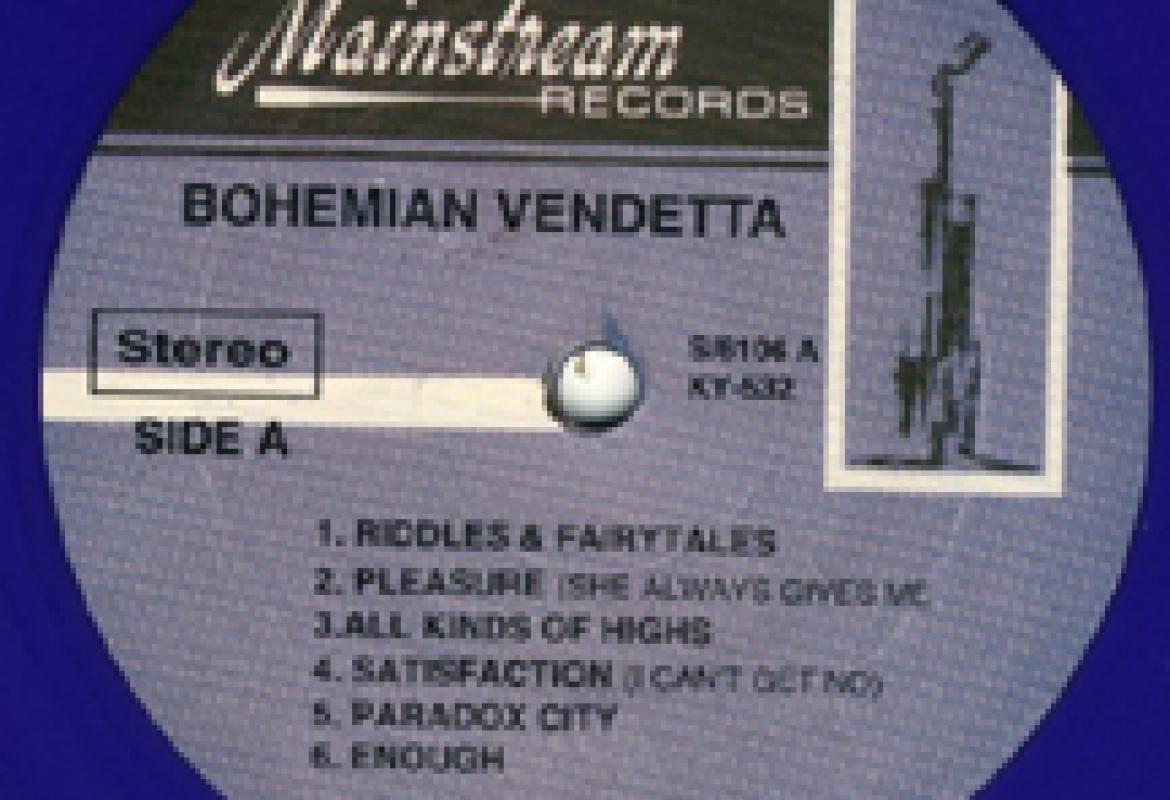 Mainstream
RECORDS
BOHEMIAN VENDETTA
Stereo
SIDE A
S/6106 A
KY-532
1. RIDDLES & FAIRYTALES
2. PLEASURE (SHE ALWAYS GIVES ME
3.ALL KINDS OF HIGHS
4. SATISFACTION (I CAN'T GET NO)
5. PARADOX CITY
6. ENOUGH